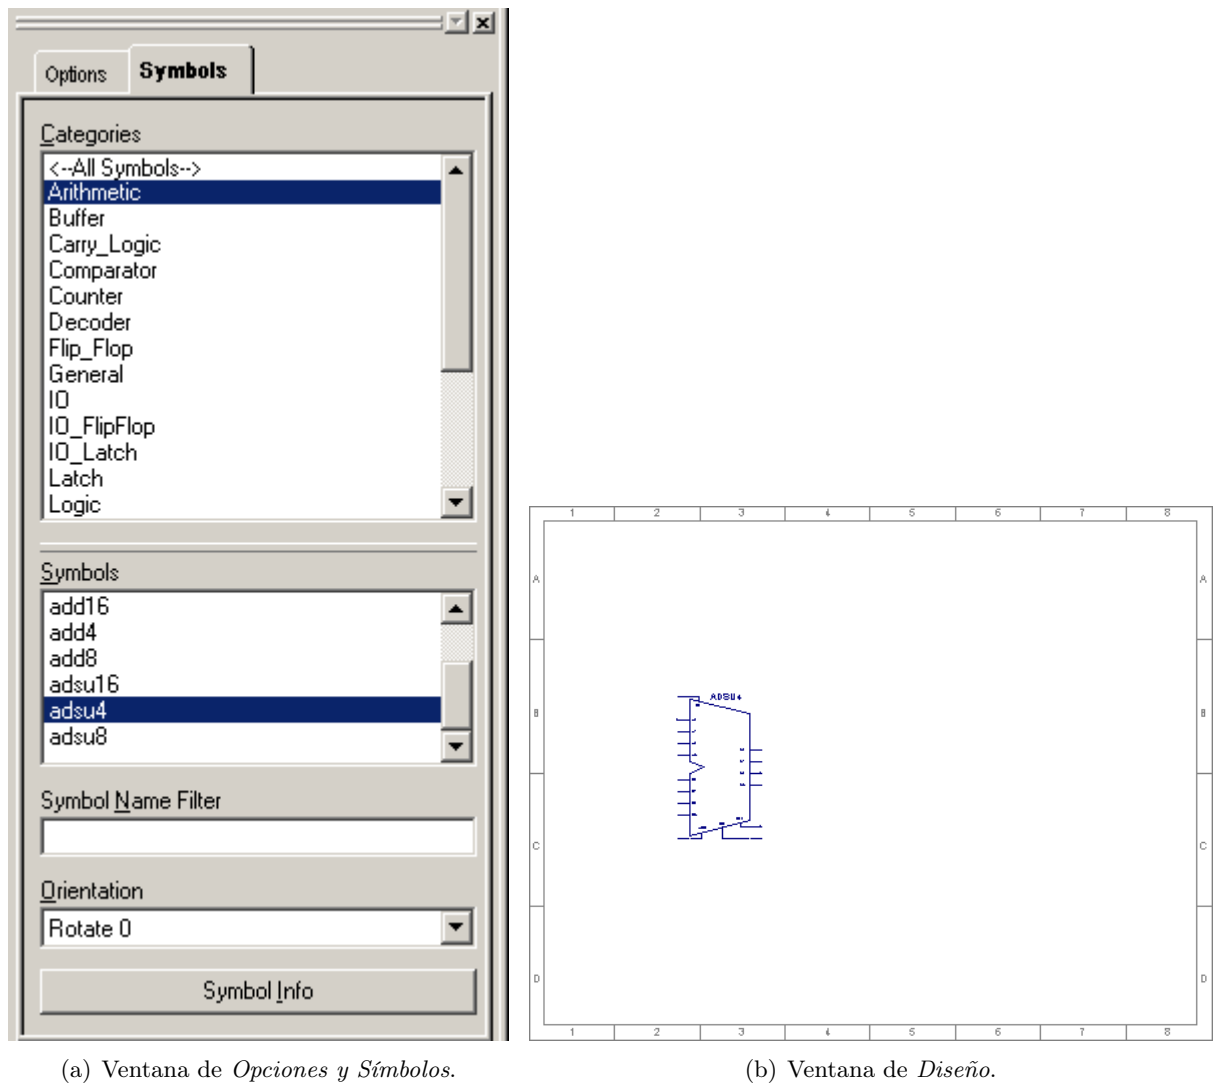 Options
Symbols
Categories
<--All Symbols-->
Arithmetic
Buffer
Carry_Logic
Comparator
Counter
Decoder
Flip_Flop
General
IO
IO_FlipFlop
IO_Latch
Latch
Logic
Symbols
add16
add4
add8
adsu16
adsu4
adsu8
Symbol Name Filter
Orientation
Rotate 0
Symbol Info
(a) Ventana de Opciones y Símbolos.
1 2 3 4 5 6 7 8
A A
ADSU4
B B
C C
D D
1 2 3 4 5 6 7 8
(b) Ventana de Diseño.